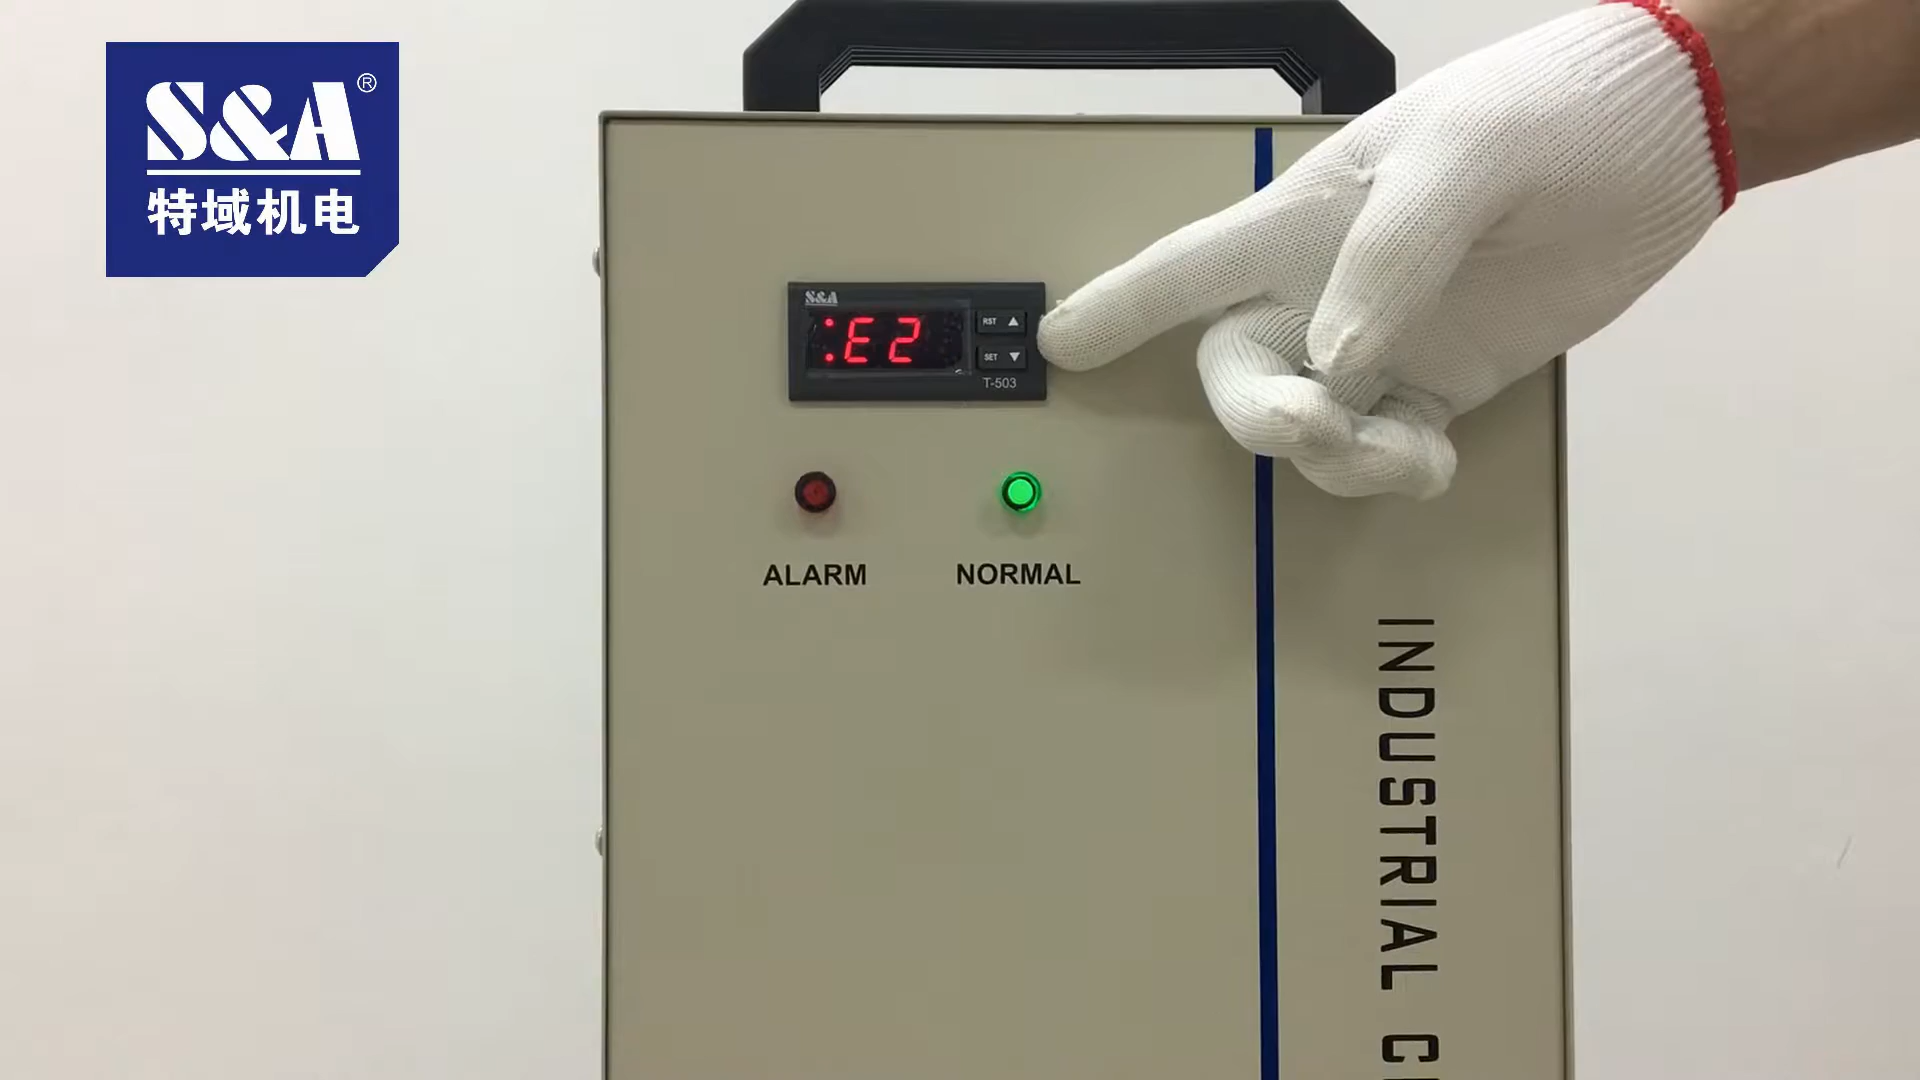 S&A®
特域机电
S&A
:E2
RST ▲
SET ▼
T-503
ALARM
NORMAL
INDUSTRIAL C